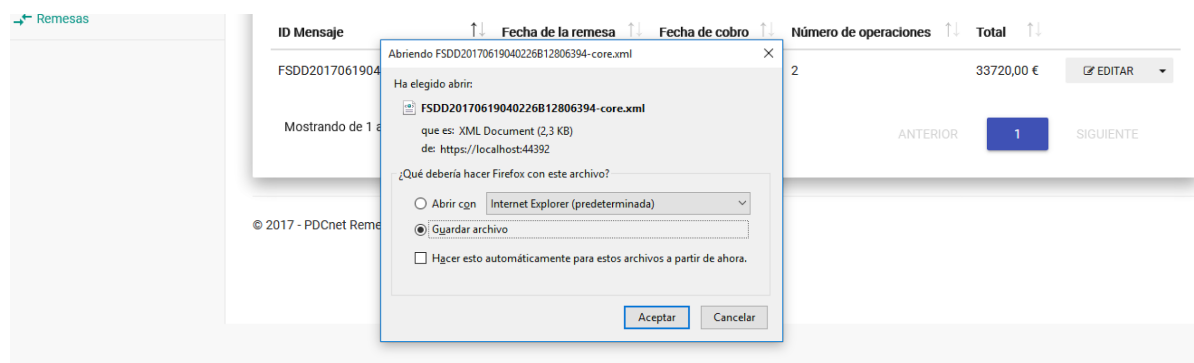 Remesas
ID Mensaje Fecha de la remesa Fecha de cobro Número de operaciones Total
Abriendo FSDD20170619040226B12806394-core.xml
FSDD2017061904 2 33720,00 € EDITAR
Ha elegido abrir:
FSDD20170619040226B12806394-core.xml
que es: XML Document (2,3 KB)
de: https://localhost:44392
Mostrando de 1 a ANTERIOR 1 SIGUIENTE
¿Qué debería hacer Firefox con este archivo?
Abrir con Internet Explorer (predeterminada)
Guardar archivo
Hacer esto automáticamente para estos archivos a partir de ahora.
© 2017 - PDCnet Reme
Aceptar Cancelar